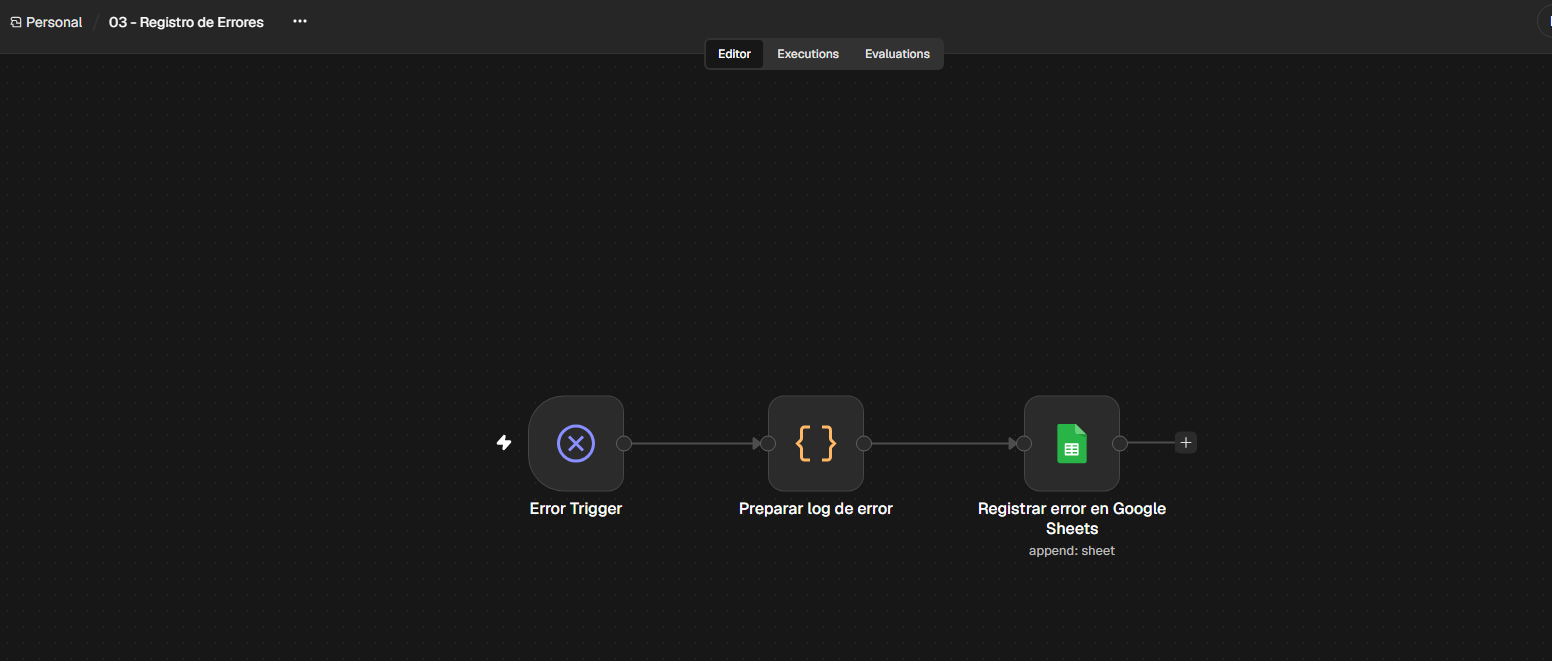 Personal / 03 - Registro de Errores ...
Editor Executions Evaluations
Error Trigger
Preparar log de error
Registrar error en Google
Sheets
append: sheet